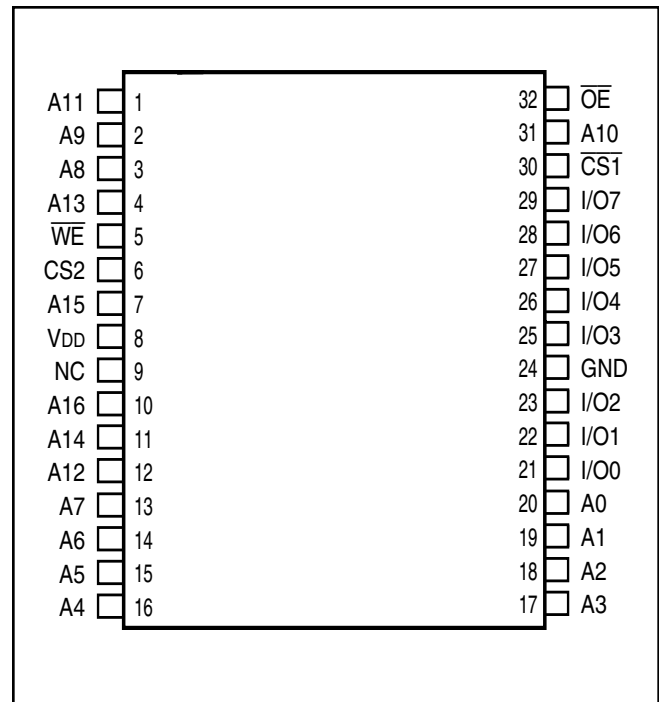 A11 1 32 O̅E̅
A9 2 31 A10
A8 3 30 C̅S̅1̅
A13 4 29 I/O7
W̅E̅ 5 28 I/O6
CS2 6 27 I/O5
A15 7 26 I/O4
VDD 8 25 I/O3
NC 9 24 GND
A16 10 23 I/O2
A14 11 22 I/O1
A12 12 21 I/O0
A7 13 20 A0
A6 14 19 A1
A5 15 18 A2
A4 16 17 A3